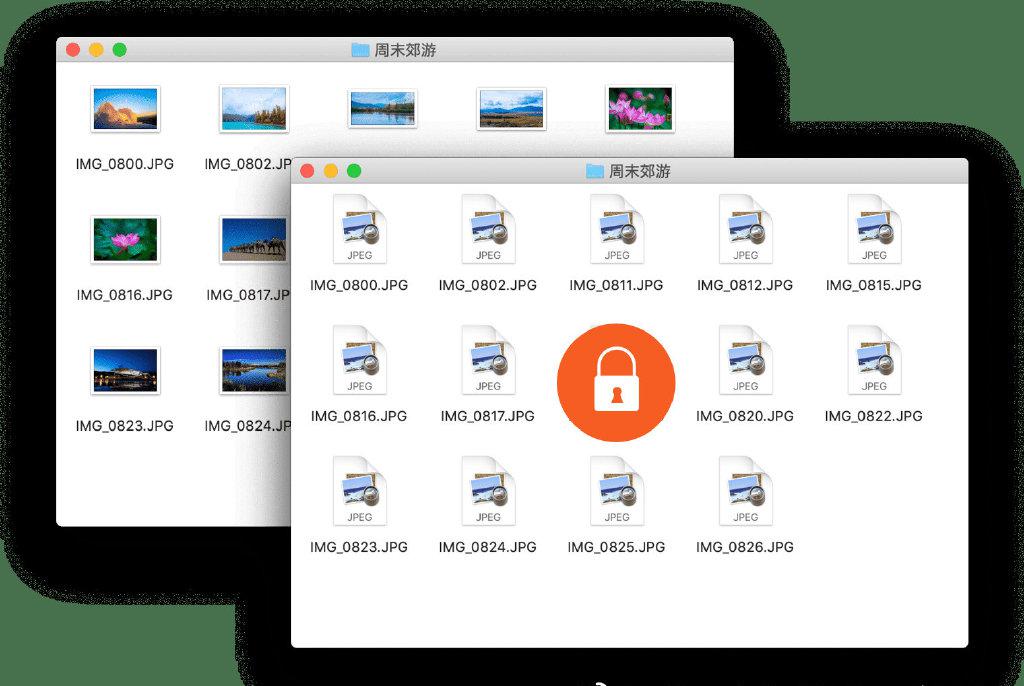 周末郊游
IMG_0800.JPG
IMG_0802.JP
IMG_0816.JPG
IMG_0817.JP
IMG_0823.JPG
IMG_0824.JP
周末郊游
JPEG JPEG JPEG JPEG JPEG
IMG_0800.JPG IMG_0802.JPG IMG_0811.JPG IMG_0812.JPG IMG_0815.JPG
JPEG JPEG JPEG JPEG
IMG_0816.JPG IMG_0817.JPG IMG_0820.JPG IMG_0822.JPG
JPEG JPEG JPEG JPEG
IMG_0823.JPG IMG_0824.JPG IMG_0825.JPG IMG_0826.JPG